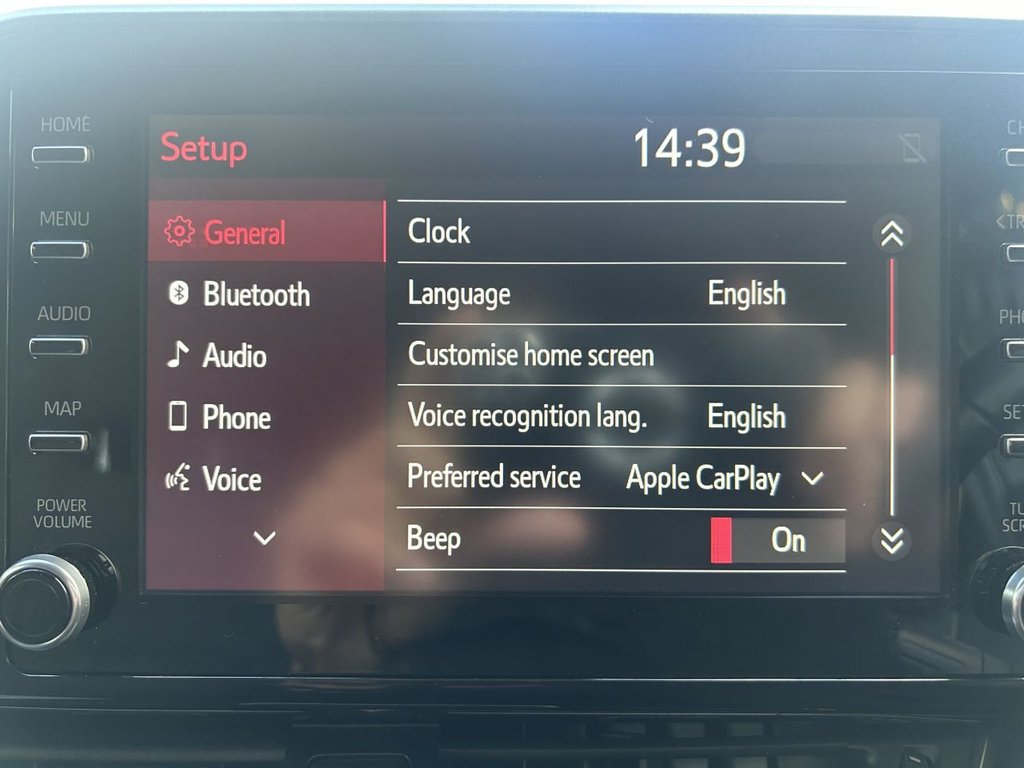 HOME
MENU
AUDIO
MAP
POWER
VOLUME
Setup 14:39
General
Bluetooth
Audio
Phone
Voice
Clock
Language English
Customise home screen
Voice recognition lang. English
Preferred service Apple CarPlay
Beep On